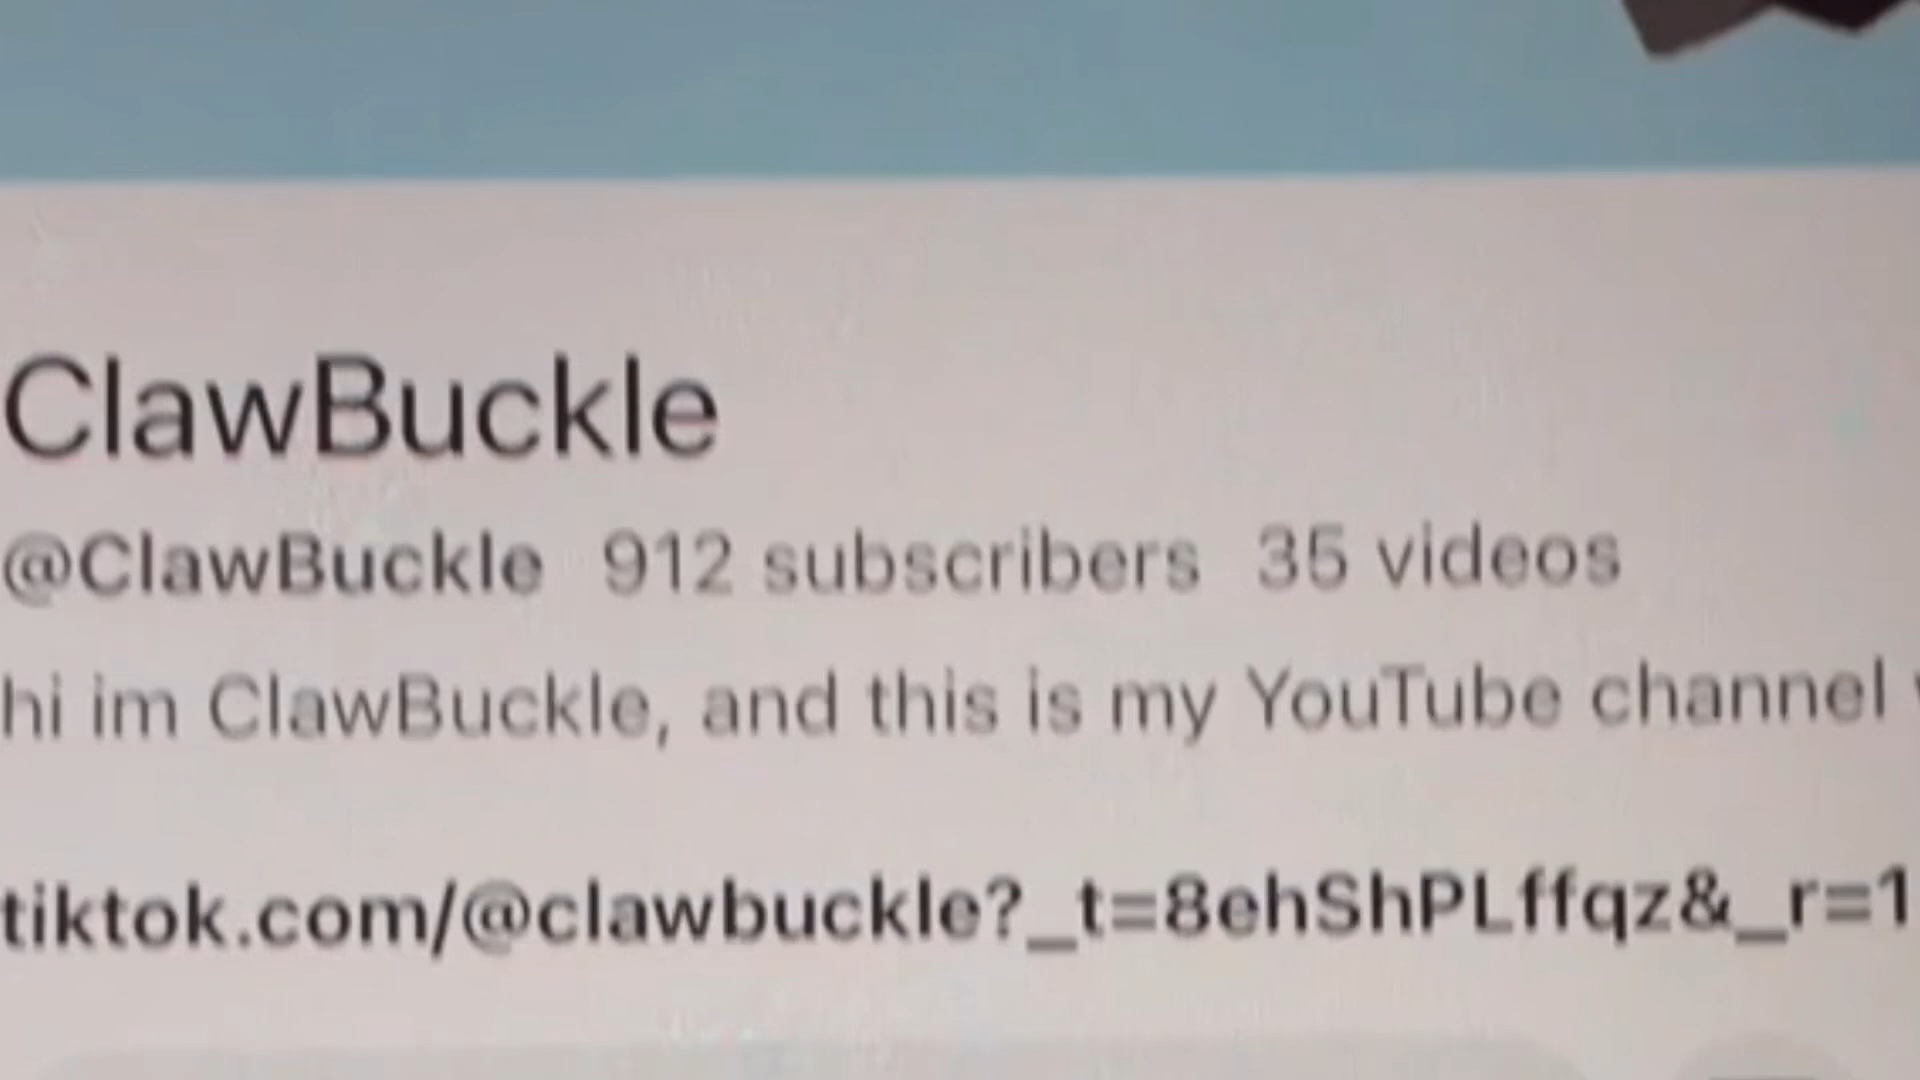 ClawBuckle
@ClawBuckle 912 subscribers 35 videos
hi im ClawBuckle, and this is my YouTube channel
tiktok.com/@clawbuckle?_t=8ehShPLffqz&_r=1